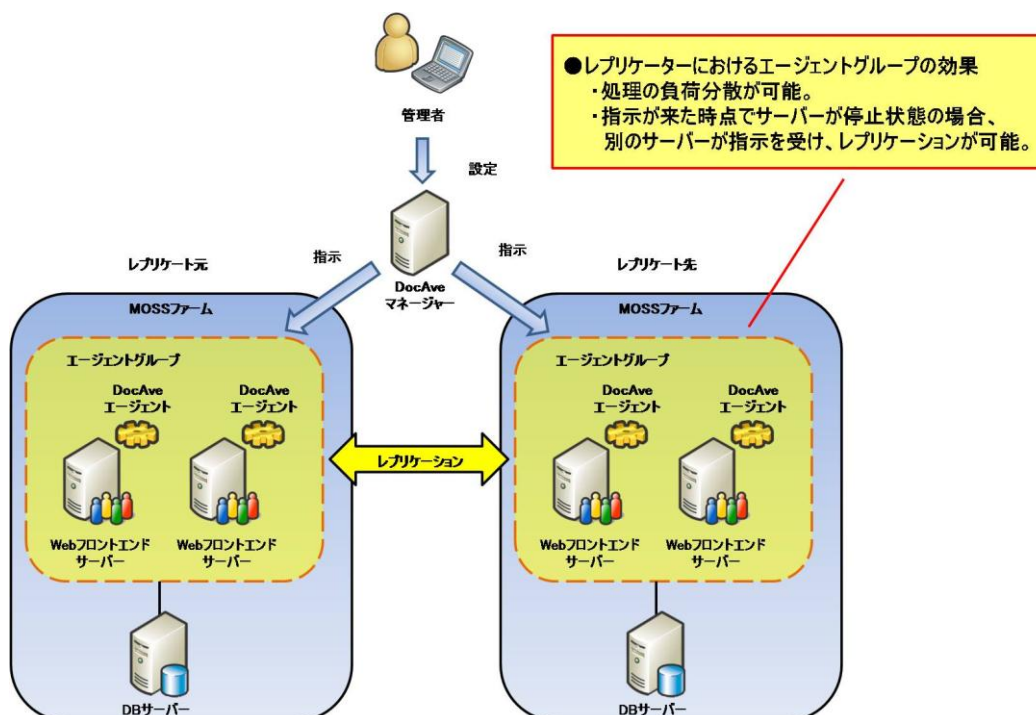 ●レプリケーターにおけるエージェントグループの効果
・処理の負荷分散が可能。
・指示が来た時点でサーバーが停止状態の場合、
別のサーバーが指示を受け、レプリケーションが可能。
管理者
設定
DocAve
マネージャー
指示
指示
レプリケート元
MOSSファーム
エージェントグループ
DocAve
エージェント
DocAve
エージェント
Webフロントエンド
サーバー
Webフロントエンド
サーバー
DBサーバー
レプリケーション
レプリケート先
MOSSファーム
エージェントグループ
DocAve
エージェント
DocAve
エージェント
Webフロントエンド
サーバー
Webフロントエンド
サーバー
DBサーバー